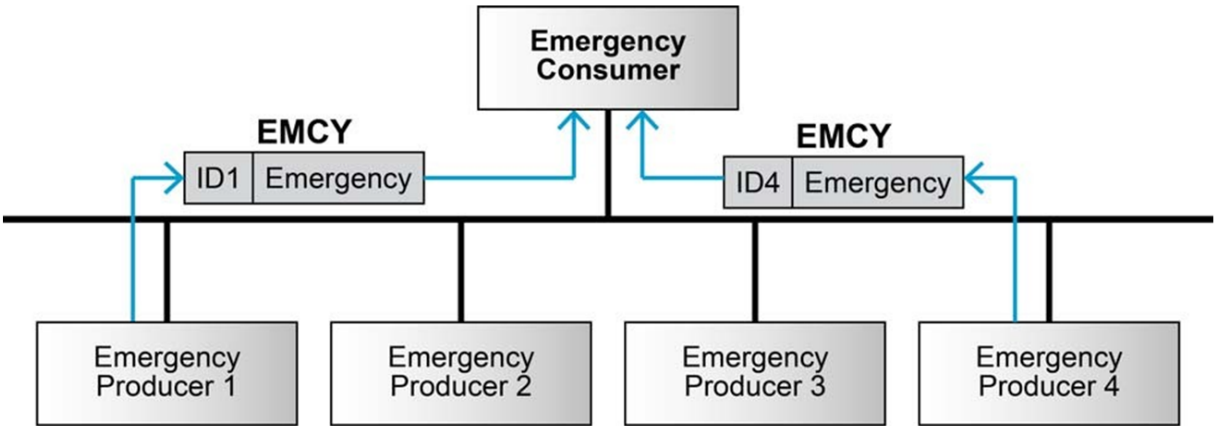 Emergency
Consumer
EMCY
ID1 Emergency
EMCY
ID4 Emergency
Emergency
Producer 1
Emergency
Producer 2
Emergency
Producer 3
Emergency
Producer 4